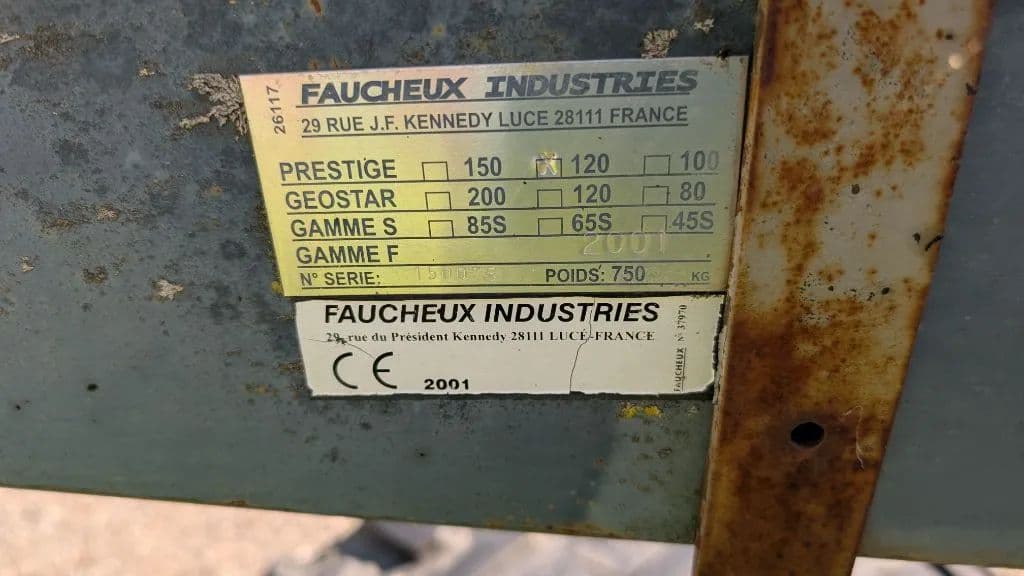 26117
FAUCHEUX INDUSTRIES
29 RUE J.F. KENNEDY LUCE 28111 FRANCE
PRESTIGE 150 X 120 100
GEOSTAR 200 120 80
GAMME S 85S 65S 45S
GAMME F 2001
N° SERIE: POIDS: 750 KG
FAUCHEUX INDUSTRIES
29, rue du Président Kennedy 28111 LUCÉ-FRANCE
CE 2001
FAUCHEUX N° 37970